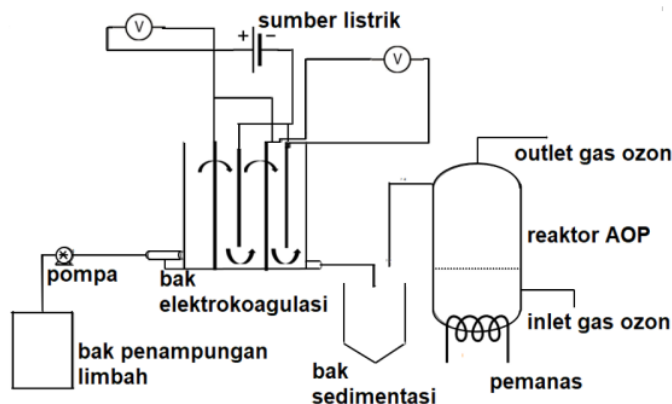 sumber listrik
V
+
−
V
outlet gas ozon
reaktor AOP
pompa
bak
elektrokoagulasi
inlet gas ozon
bak penampungan
limbah
bak
sedimentasi
pemanas